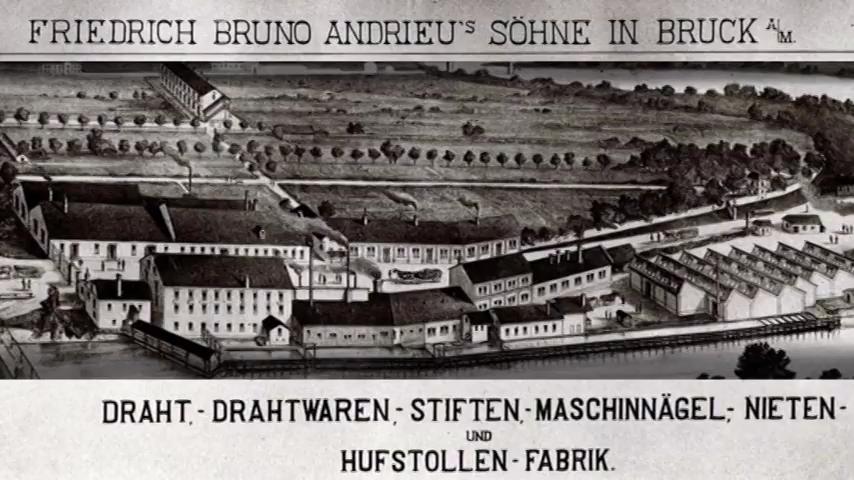 FRIEDRICH BRUNO ANDRIEU'S SÖHNE IN BRUCK A/M.
DRAHT,- DRAHTWAREN,- STIFTEN,- MASCHINNÄGEL,- NIETEN-
UND
HUFSTOLLEN-FABRIK.